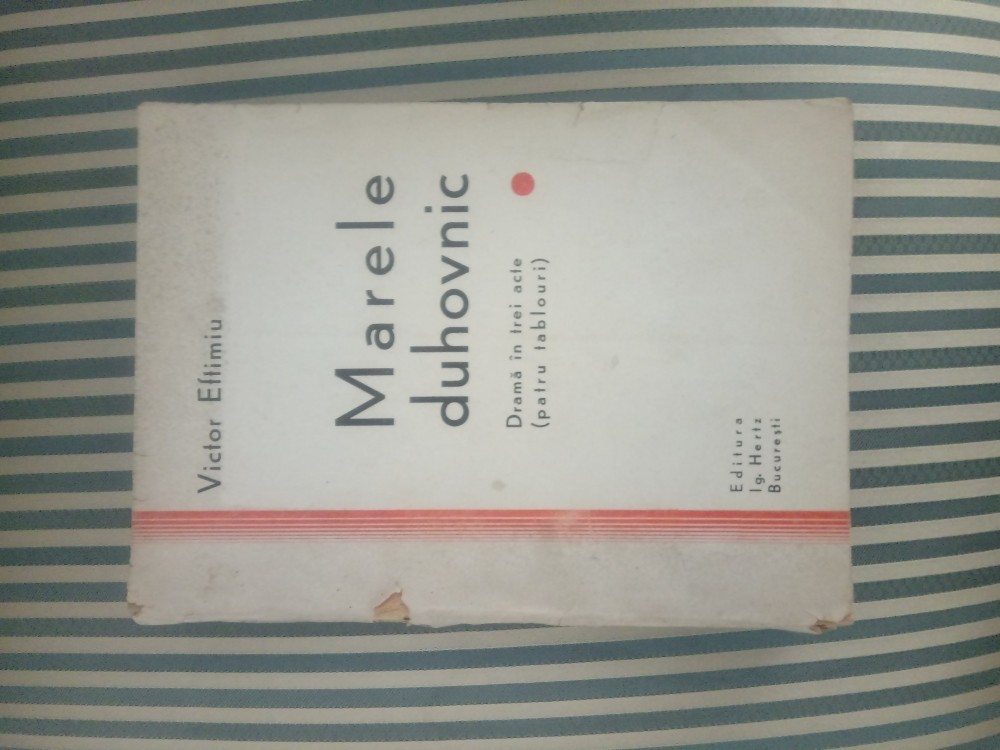 Victor Eftimiu
Marele
duhovnic
Dramă în trei acte
(patru tablouri)
Editura
Ig. Hertz
București